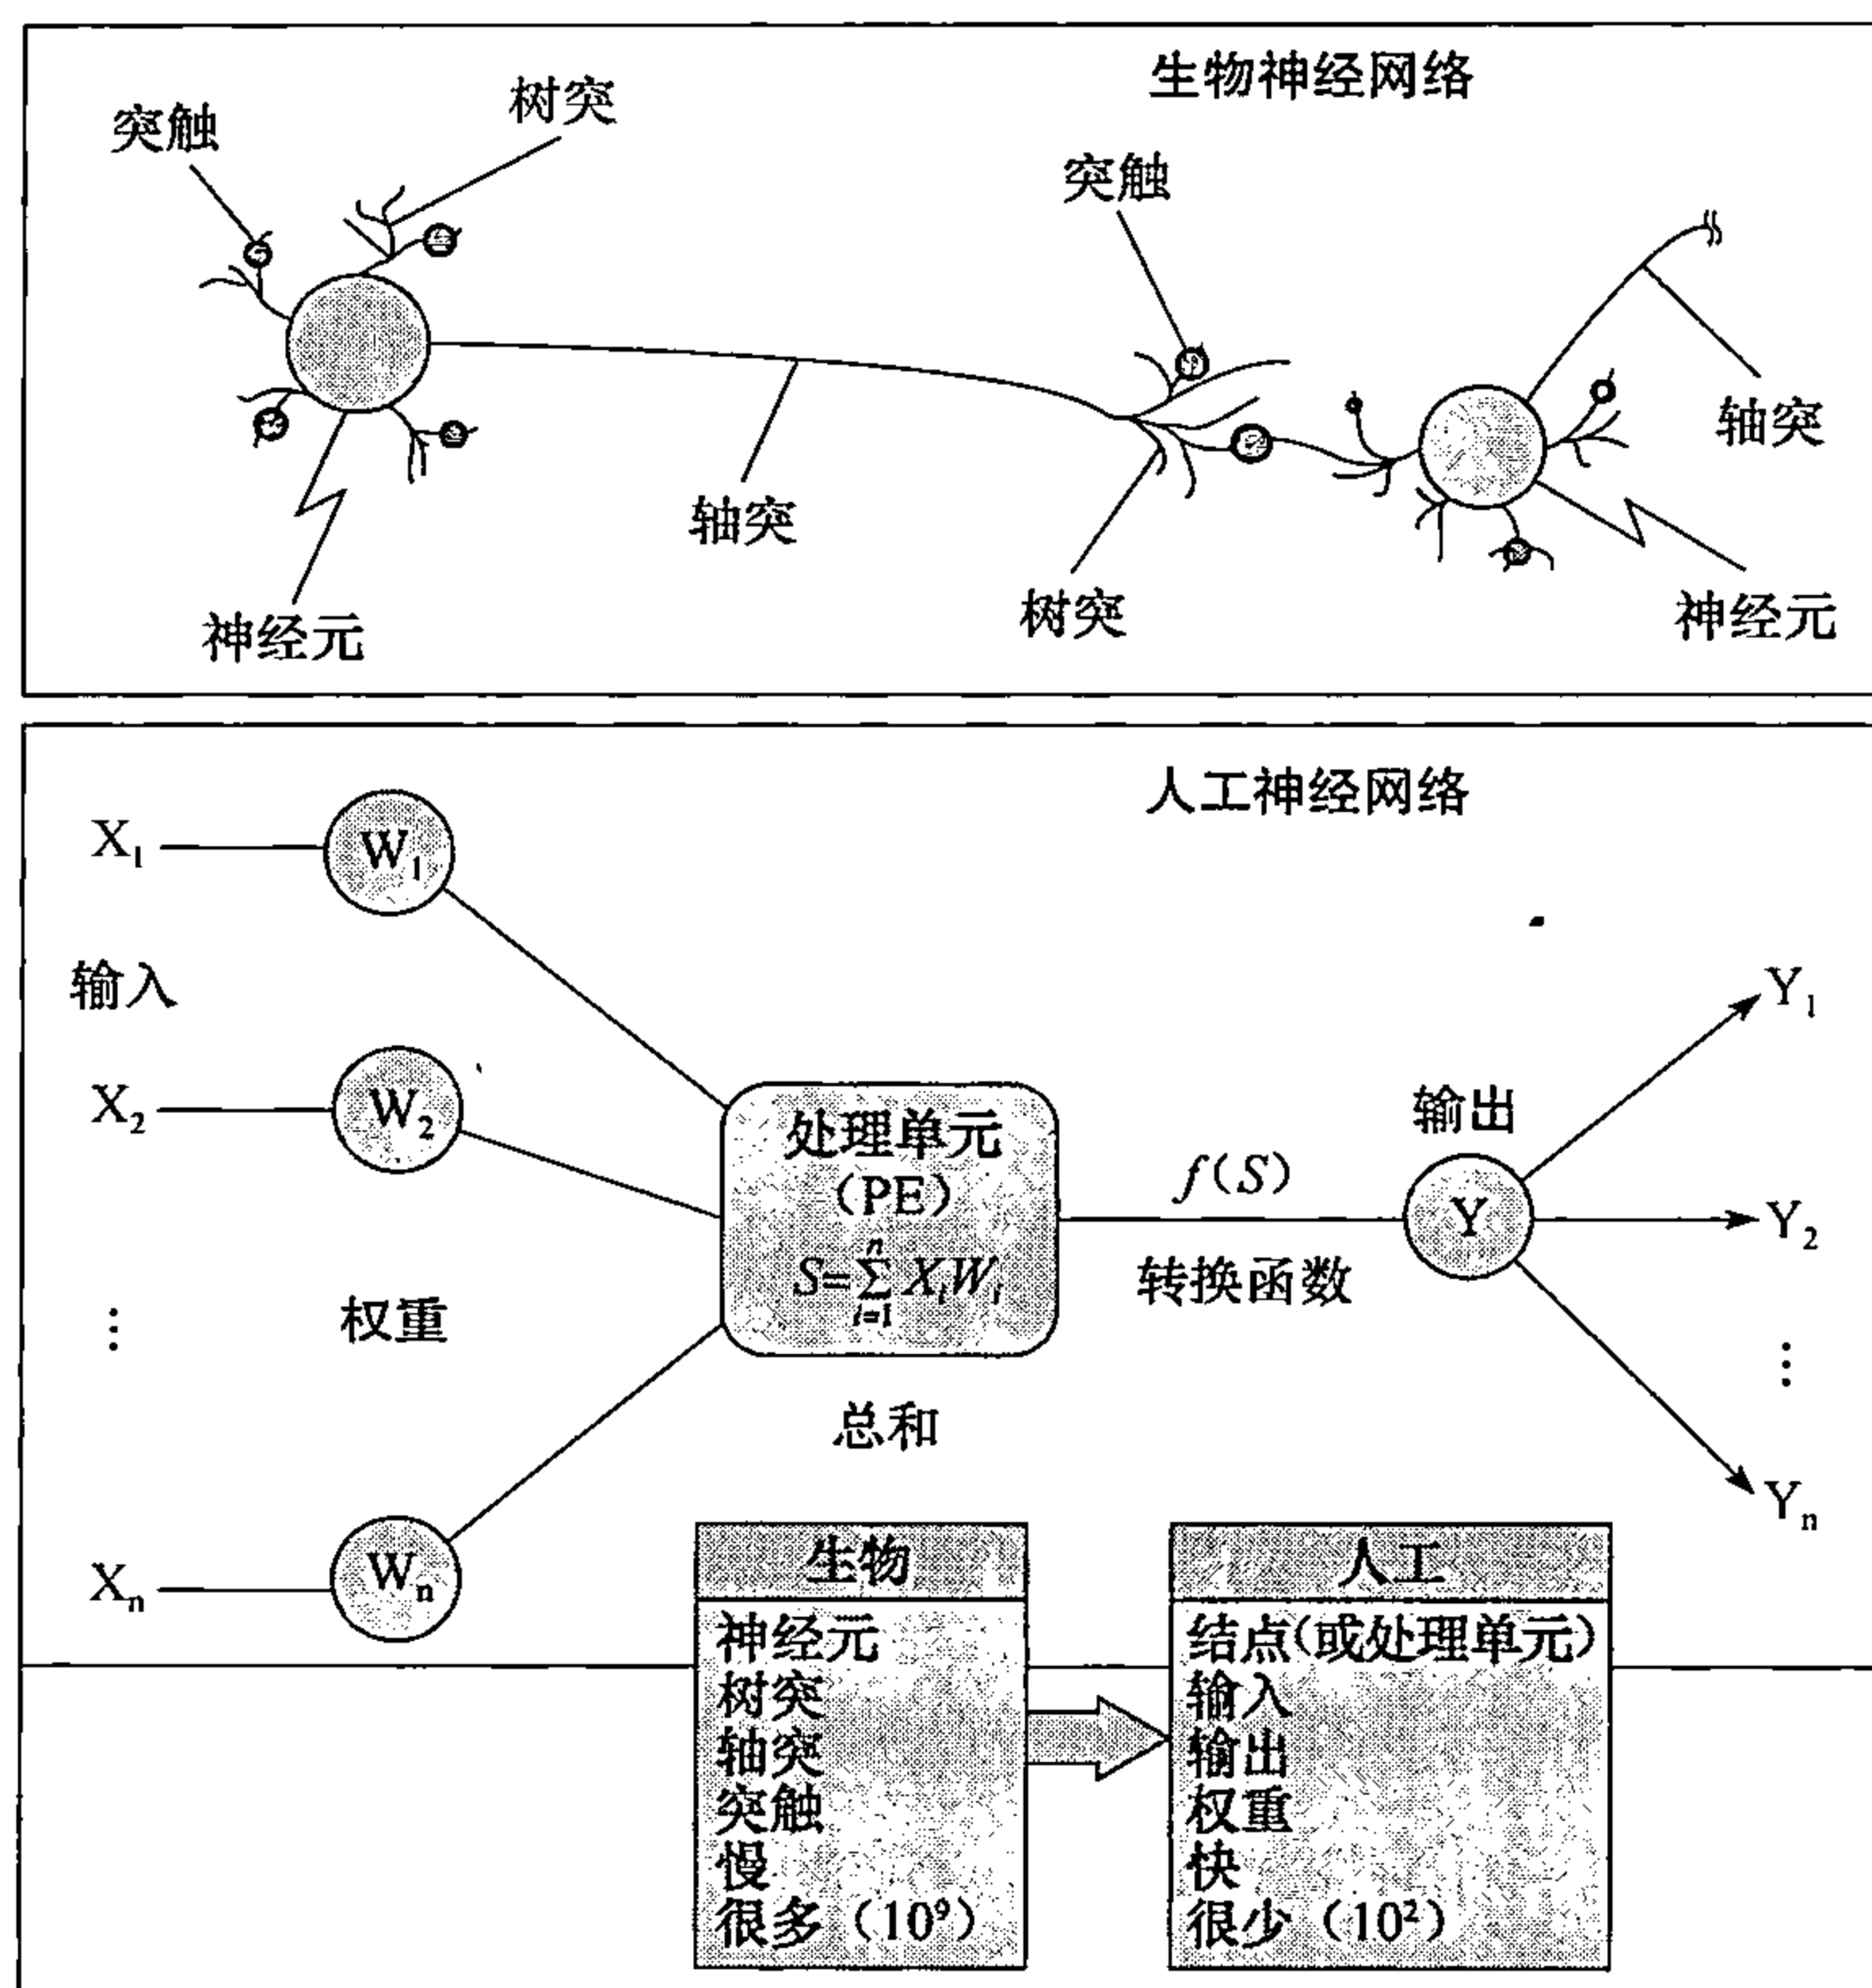 生物神经网络
突触
树突
突触
轴突
轴突
树突
神经元
神经元
人工神经网络
X₁
W₁
输入
Y₁
X₂
W₂
处理单元
（PE）
S=∑ⁿᵢ₌₁ XᵢWᵢ
f（S）
转换函数
输出
Y
Y₂
⋮
权重
⋮
总和
Yₙ
Xₙ
Wₙ
生物
神经元
树突
轴突
突触
慢
很多（10⁹）
人工
结点（或处理单元）
输入
输出
权重
快
很少（10²）